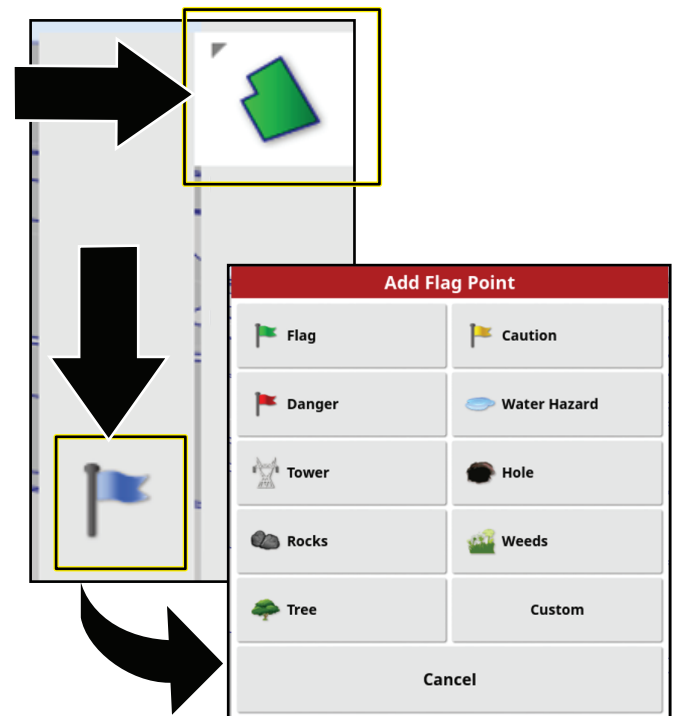 Add Flag Point
Flag
Caution
Danger
Water Hazard
Tower
Hole
Rocks
Weeds
Tree
Custom
Cancel